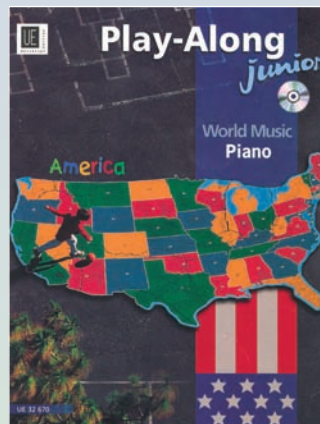 UE
Play-Along
junior
World Music
Piano
America
UE 32 670